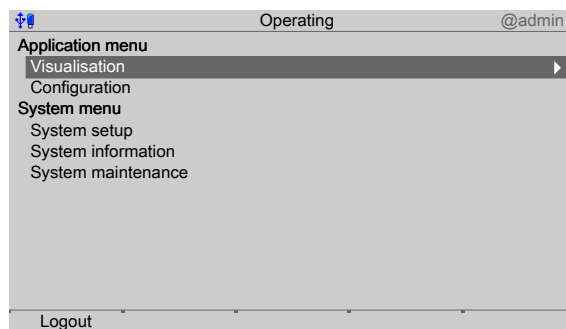 Operating @admin
Application menu
Visualisation
Configuration
System menu
System setup
System information
System maintenance
Logout